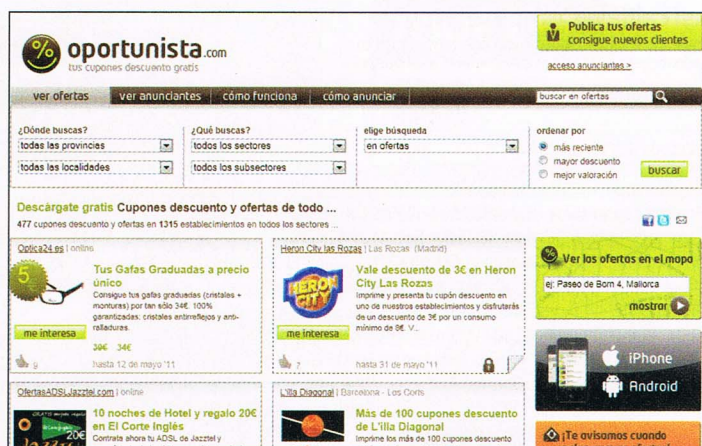 Publica tus ofertas
consigue nuevos clientes
oportunista.com
tus cupones descuento gratis
acceso anunciantes >
ver ofertas
ver anunciantes
cómo funciona
cómo anunciar
buscar en ofertas
¿Dónde buscas?
todas las provincias
todas las localidades
¿Qué buscas?
todos los sectores
todos los subsectores
elige búsqueda
en ofertas
ordenar por
más reciente
mayor descuento
mejor valoración
buscar
Descárgate gratis Cupones descuento y ofertas de todo ...
477 cupones descuento y ofertas en 1315 establecimientos en todos los sectores ...
Optica24.es | online
5
Tus Gafas Graduadas a precio
único
Consigue tus gafas graduadas (cristales +
monturas) por tan sólo 34€. 100%
garantizadas: cristales antirreflejos y anti-
ralladuras.
39€ 34€
me interesa
9
hasta 12 de mayo '11
Heron City las Rozas | Las Rozas (Madrid)
HERON
CITY
Vale descuento de 3€ en Heron
City Las Rozas
Imprime y presenta tu cupón descuento en
uno de nuestros establecimientos y disfrutarás
de un descuento de 3€ por un consumo
mínimo de 8€. V...
me interesa
7
hasta 31 de mayo '11
Ver las ofertas en el mapa
ej: Paseo de Born 4, Mallorca
mostrar
iPhone
Android
OfertasADSLJazztel.com | online
20€
10 noches de Hotel y regalo 20€
en El Corte Inglés
Contrata ahora tu ADSL de Jazztel y
L'illa Diagonal | Barcelona - Les Corts
Más de 100 cupones descuento
de L'illa Diagonal
Imprime los más de 100 cupones descuento
¡Te avisamos cuando